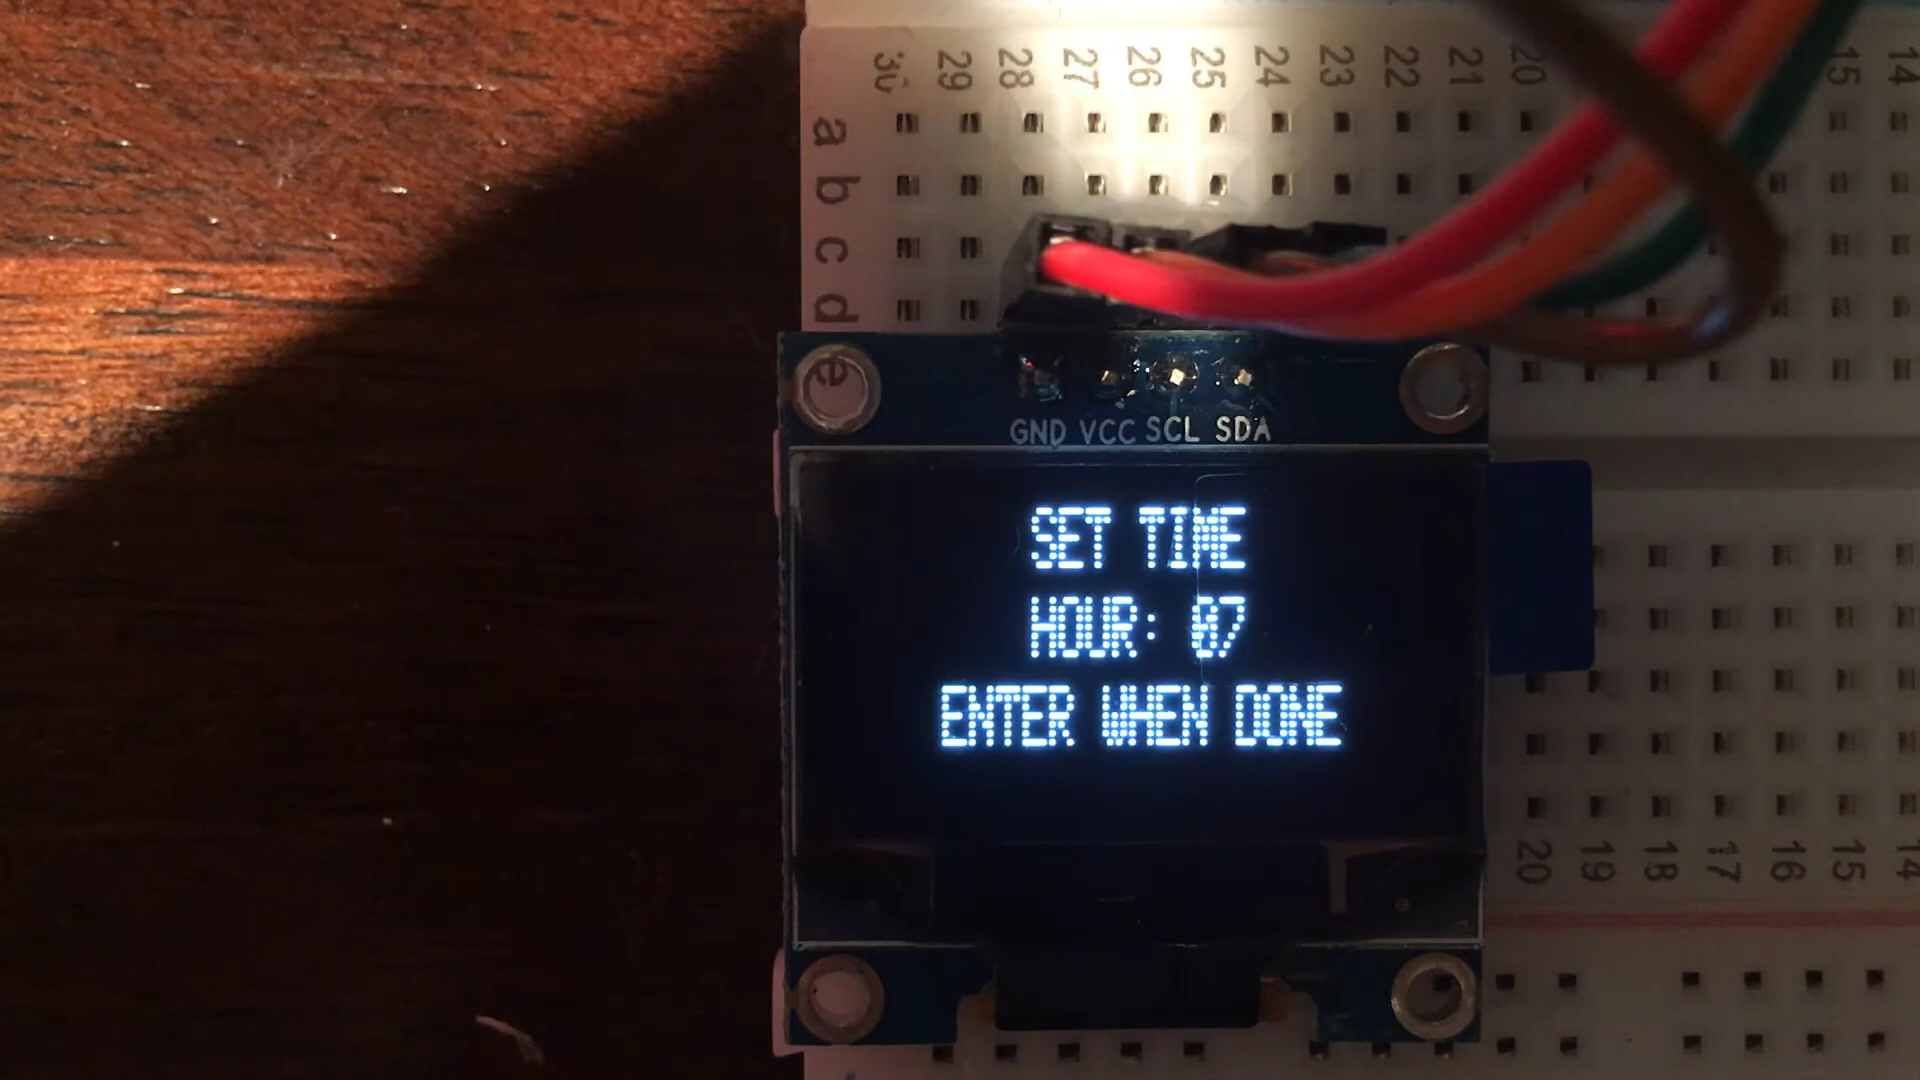 30 29 28 27 26 25 24 23 22 21 20 15 14
a
b
c
d
e
GND VCC SCL SDA
SET TIME
HOUR: 07
ENTER WHEN DONE
20 19 18 17 16 15 14